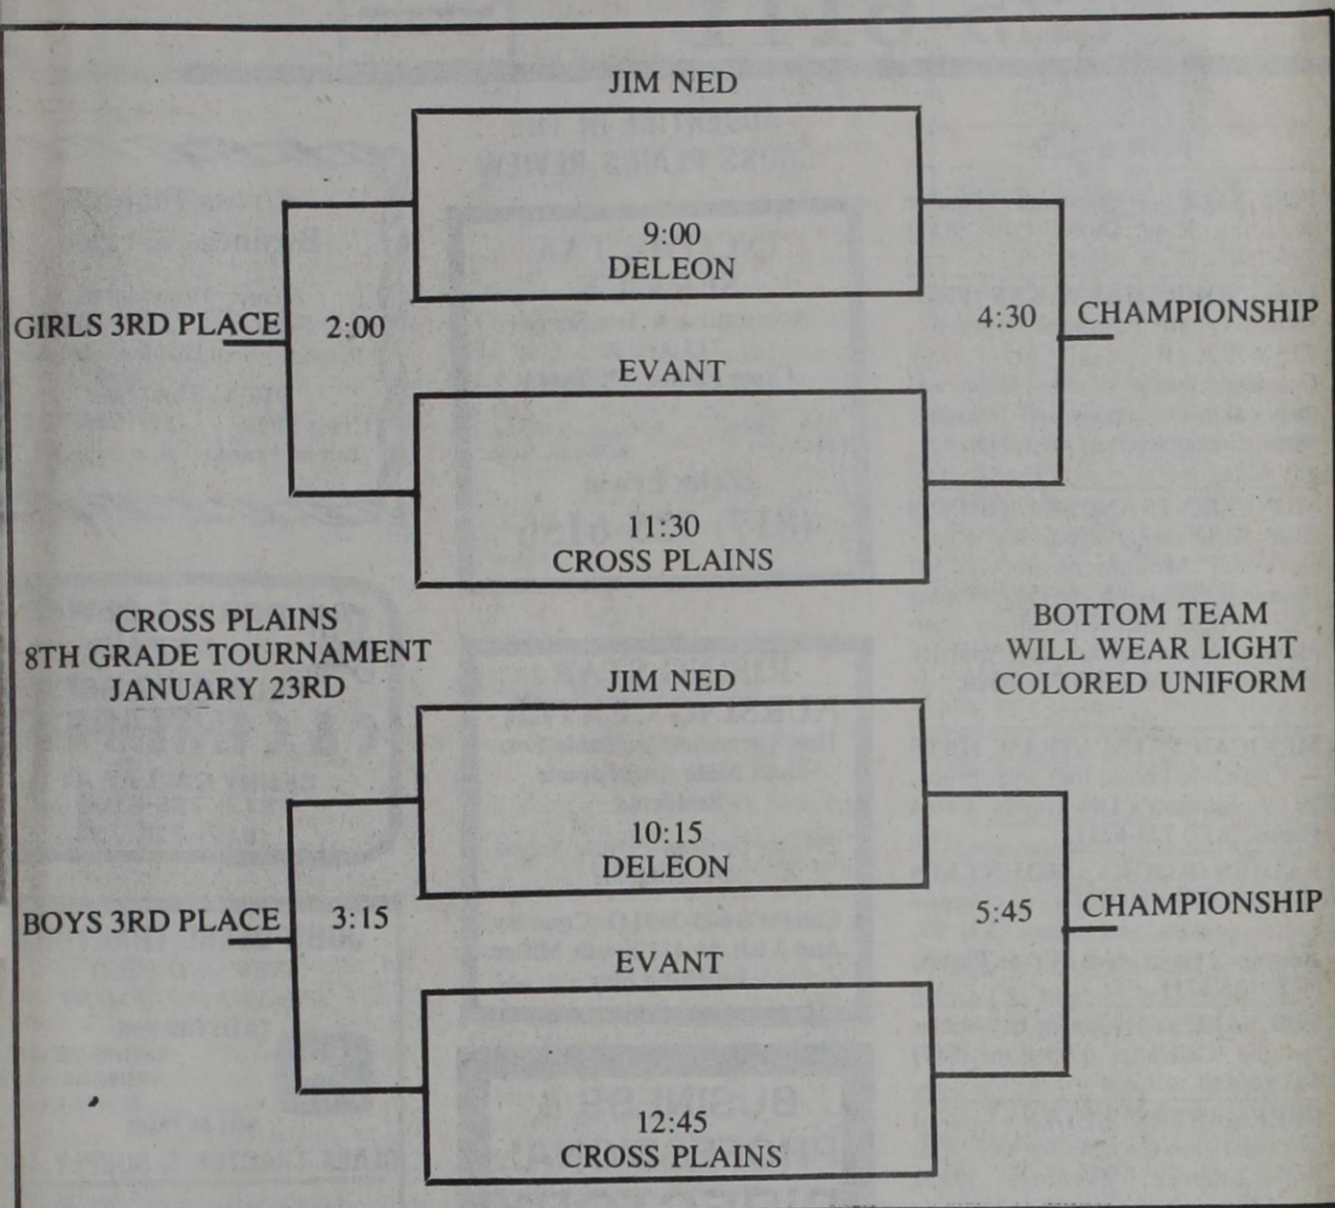 JIM NED
9:00
DELEON
GIRLS 3RD PLACE
2:00
4:30
CHAMPIONSHIP
EVANT
11:30
CROSS PLAINS
CROSS PLAINS
8TH GRADE TOURNAMENT
JANUARY 23RD
BOTTOM TEAM
WILL WEAR LIGHT
COLORED UNIFORM
JIM NED
10:15
DELEON
BOYS 3RD PLACE
3:15
5:45
CHAMPIONSHIP
EVANT
12:45
CROSS PLAINS